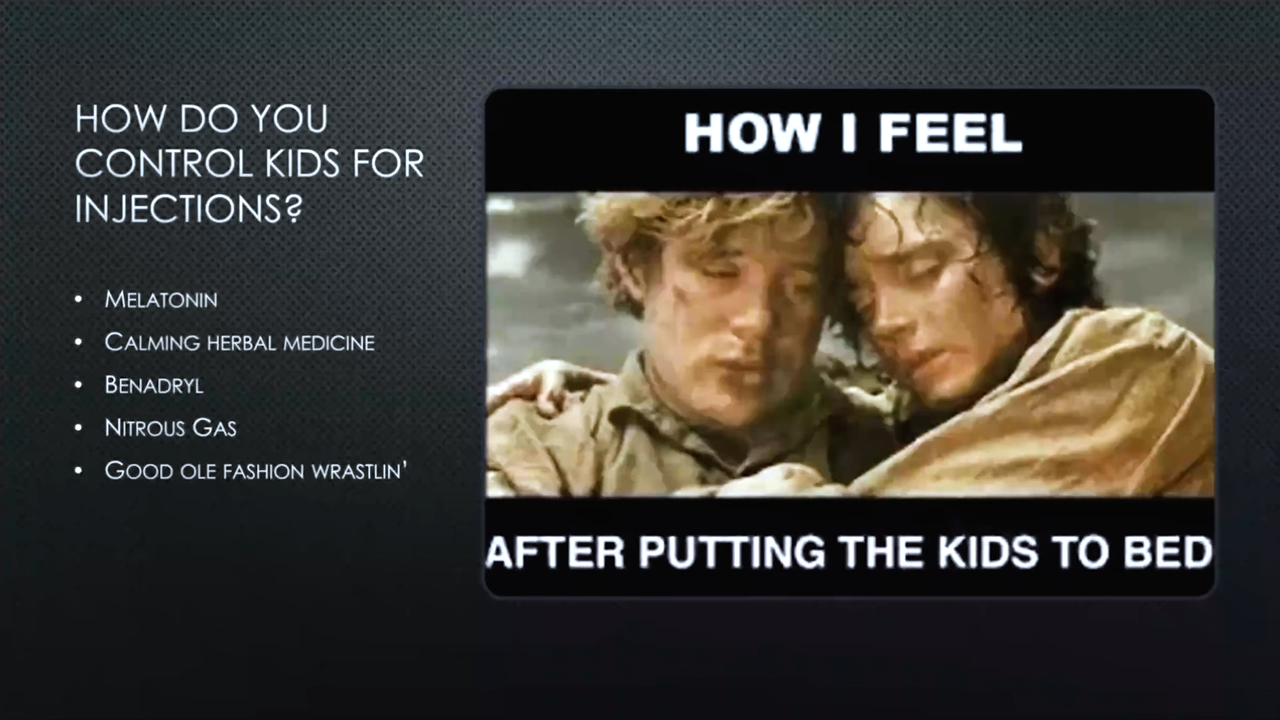 HOW DO YOU
CONTROL KIDS FOR
INJECTIONS?
• MELATONIN
• CALMING HERBAL MEDICINE
• BENADRYL
• NITROUS GAS
• GOOD OLE FASHION WRASTLIN’
HOW I FEEL
AFTER PUTTING THE KIDS TO BED